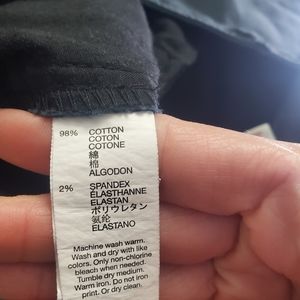 98% COTTON
COTON
COTONE
綿
棉
ALGODON
2% SPANDEX
ÉLASTHANNE
ELASTAN
ポリウレタン
氨纶
ELASTANO
Machine wash warm.
Wash and dry with like
colors. Only non-chlorine
bleach when needed.
Tumble dry medium.
Warm iron. Do not iron
print. Or dry clean.